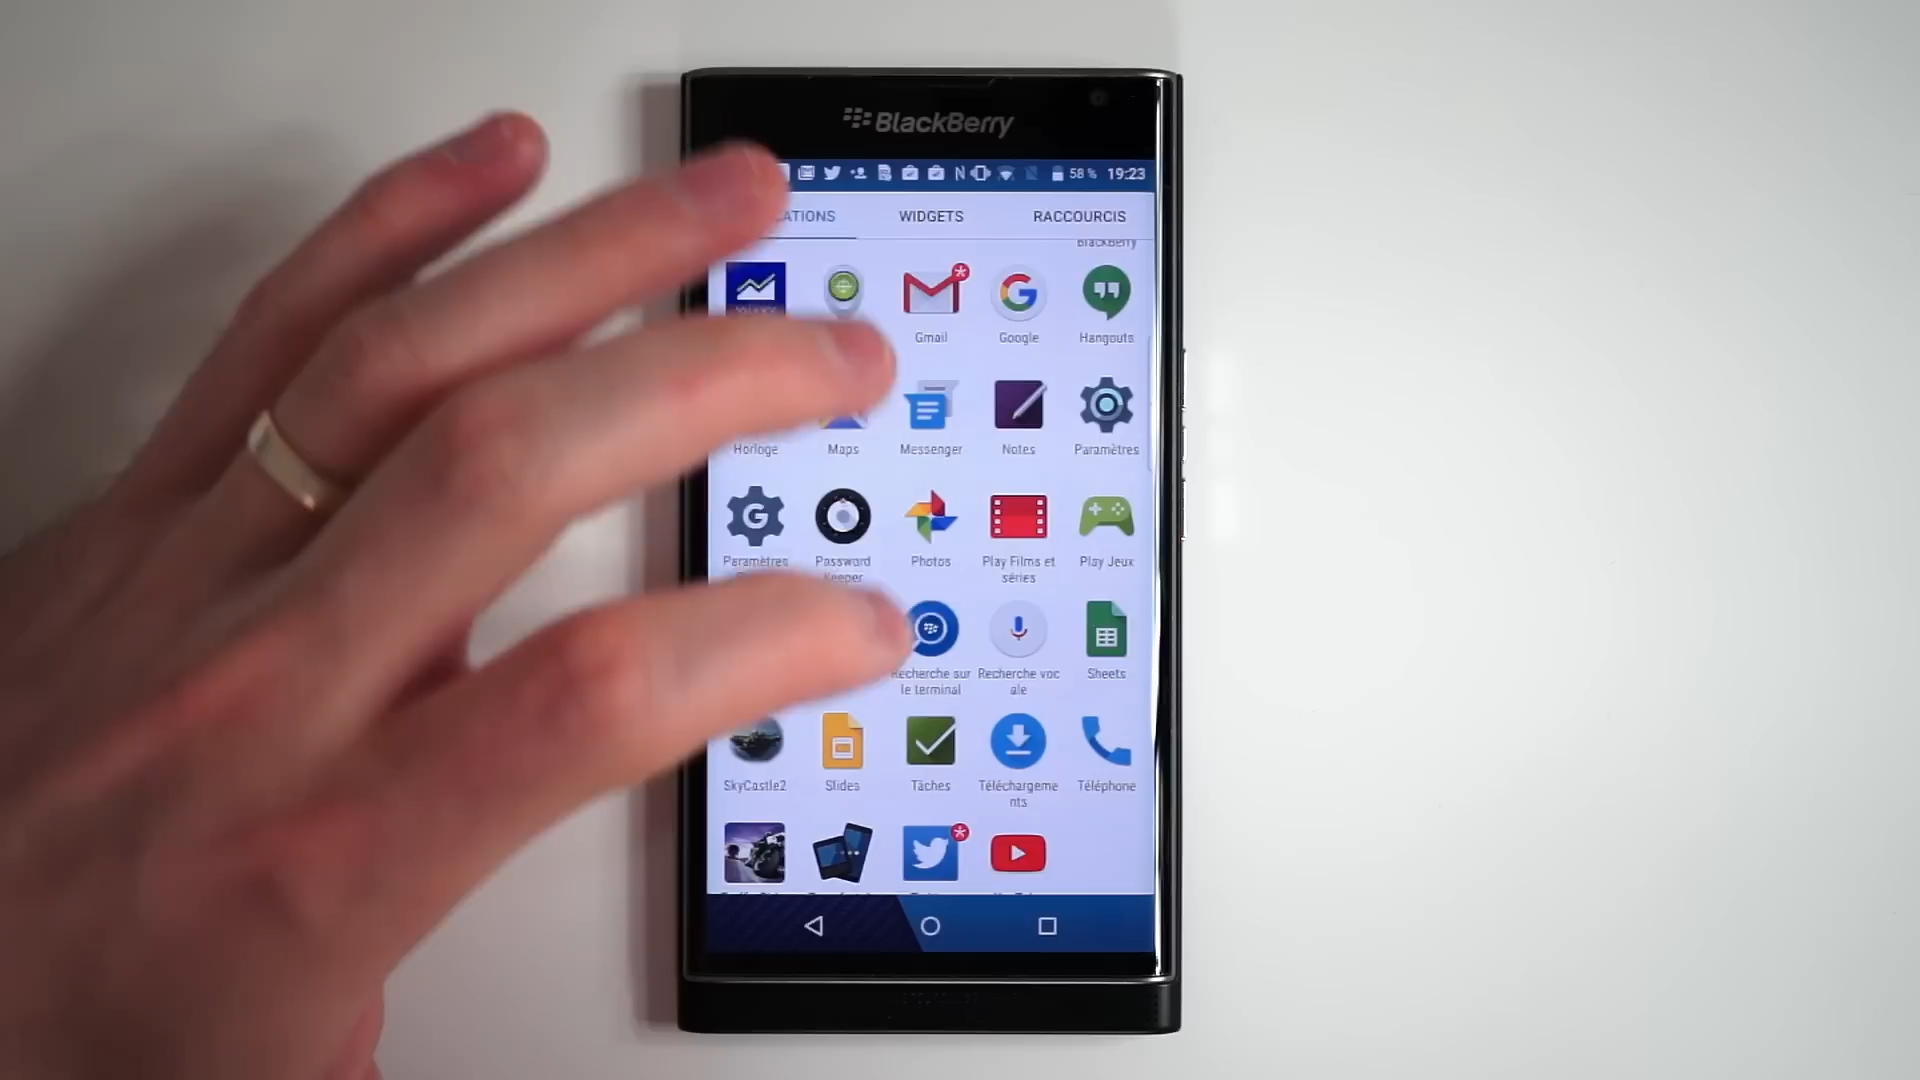 BlackBerry
58 % 19:23
ATIONS WIDGETS RACCOURCIS
BlackBerry
Gmail Google Hangouts
Horloge Maps Messenger Notes Paramètres
Paramètres Password Photos Play Films et Play Jeux
Keeper séries
Recherche sur Recherche voc Sheets
le terminal ale
SkyCastle2 Slides Tâches Téléchargeme Téléphone
nts